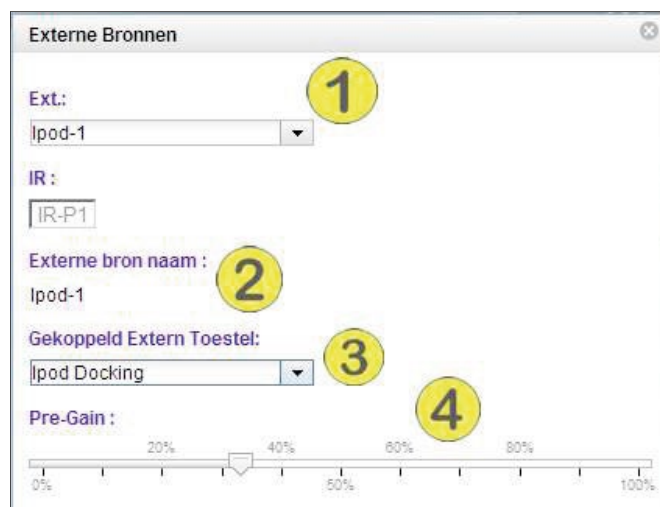 Externe Bronnen
Ext.:
1
Ipod-1
IR :
IR-P1
Externe bron naam :
2
Ipod-1
Gekoppeld Extern Toestel:
3
Ipod Docking
4
Pre-Gain :
20% 40% 60% 80%
0% 50% 100%